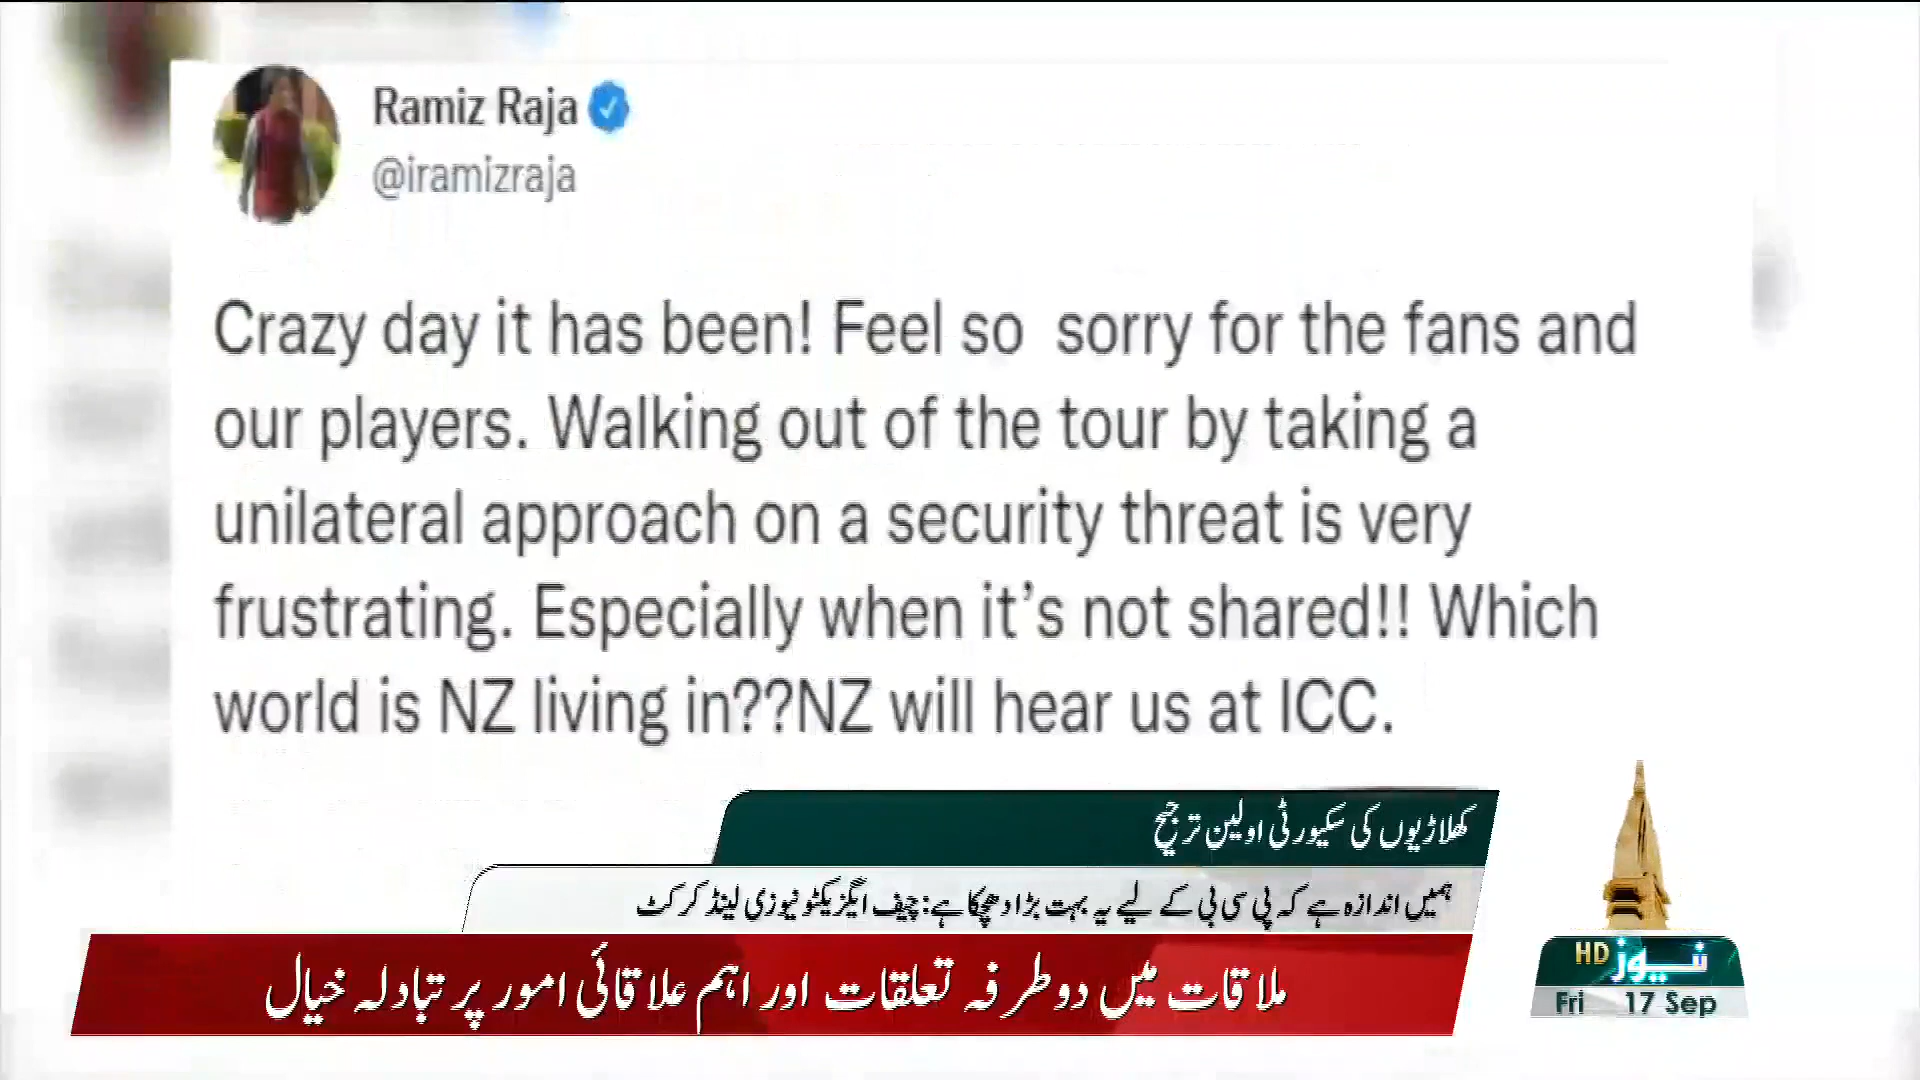 Ramiz Raja
@iramizraja
Crazy day it has been! Feel so sorry for the fans and
our players. Walking out of the tour by taking a
unilateral approach on a security threat is very
frustrating. Especially when it's not shared!! Which
world is NZ living in??NZ will hear us at ICC.
کھلاڑیوں کی سکیورٹی اولین ترجیح
ہمیں اندازہ ہے کہ پی سی بی کے لیے یہ بہت بڑا دھچکا ہے: چیف ایگزیکٹو نیوزی لینڈ کرکٹ
ملاقات میں دو طرفہ تعلقات اور اہم علاقائی امور پر تبادلہ خیال
نیوز HD
Fri 17 Sep